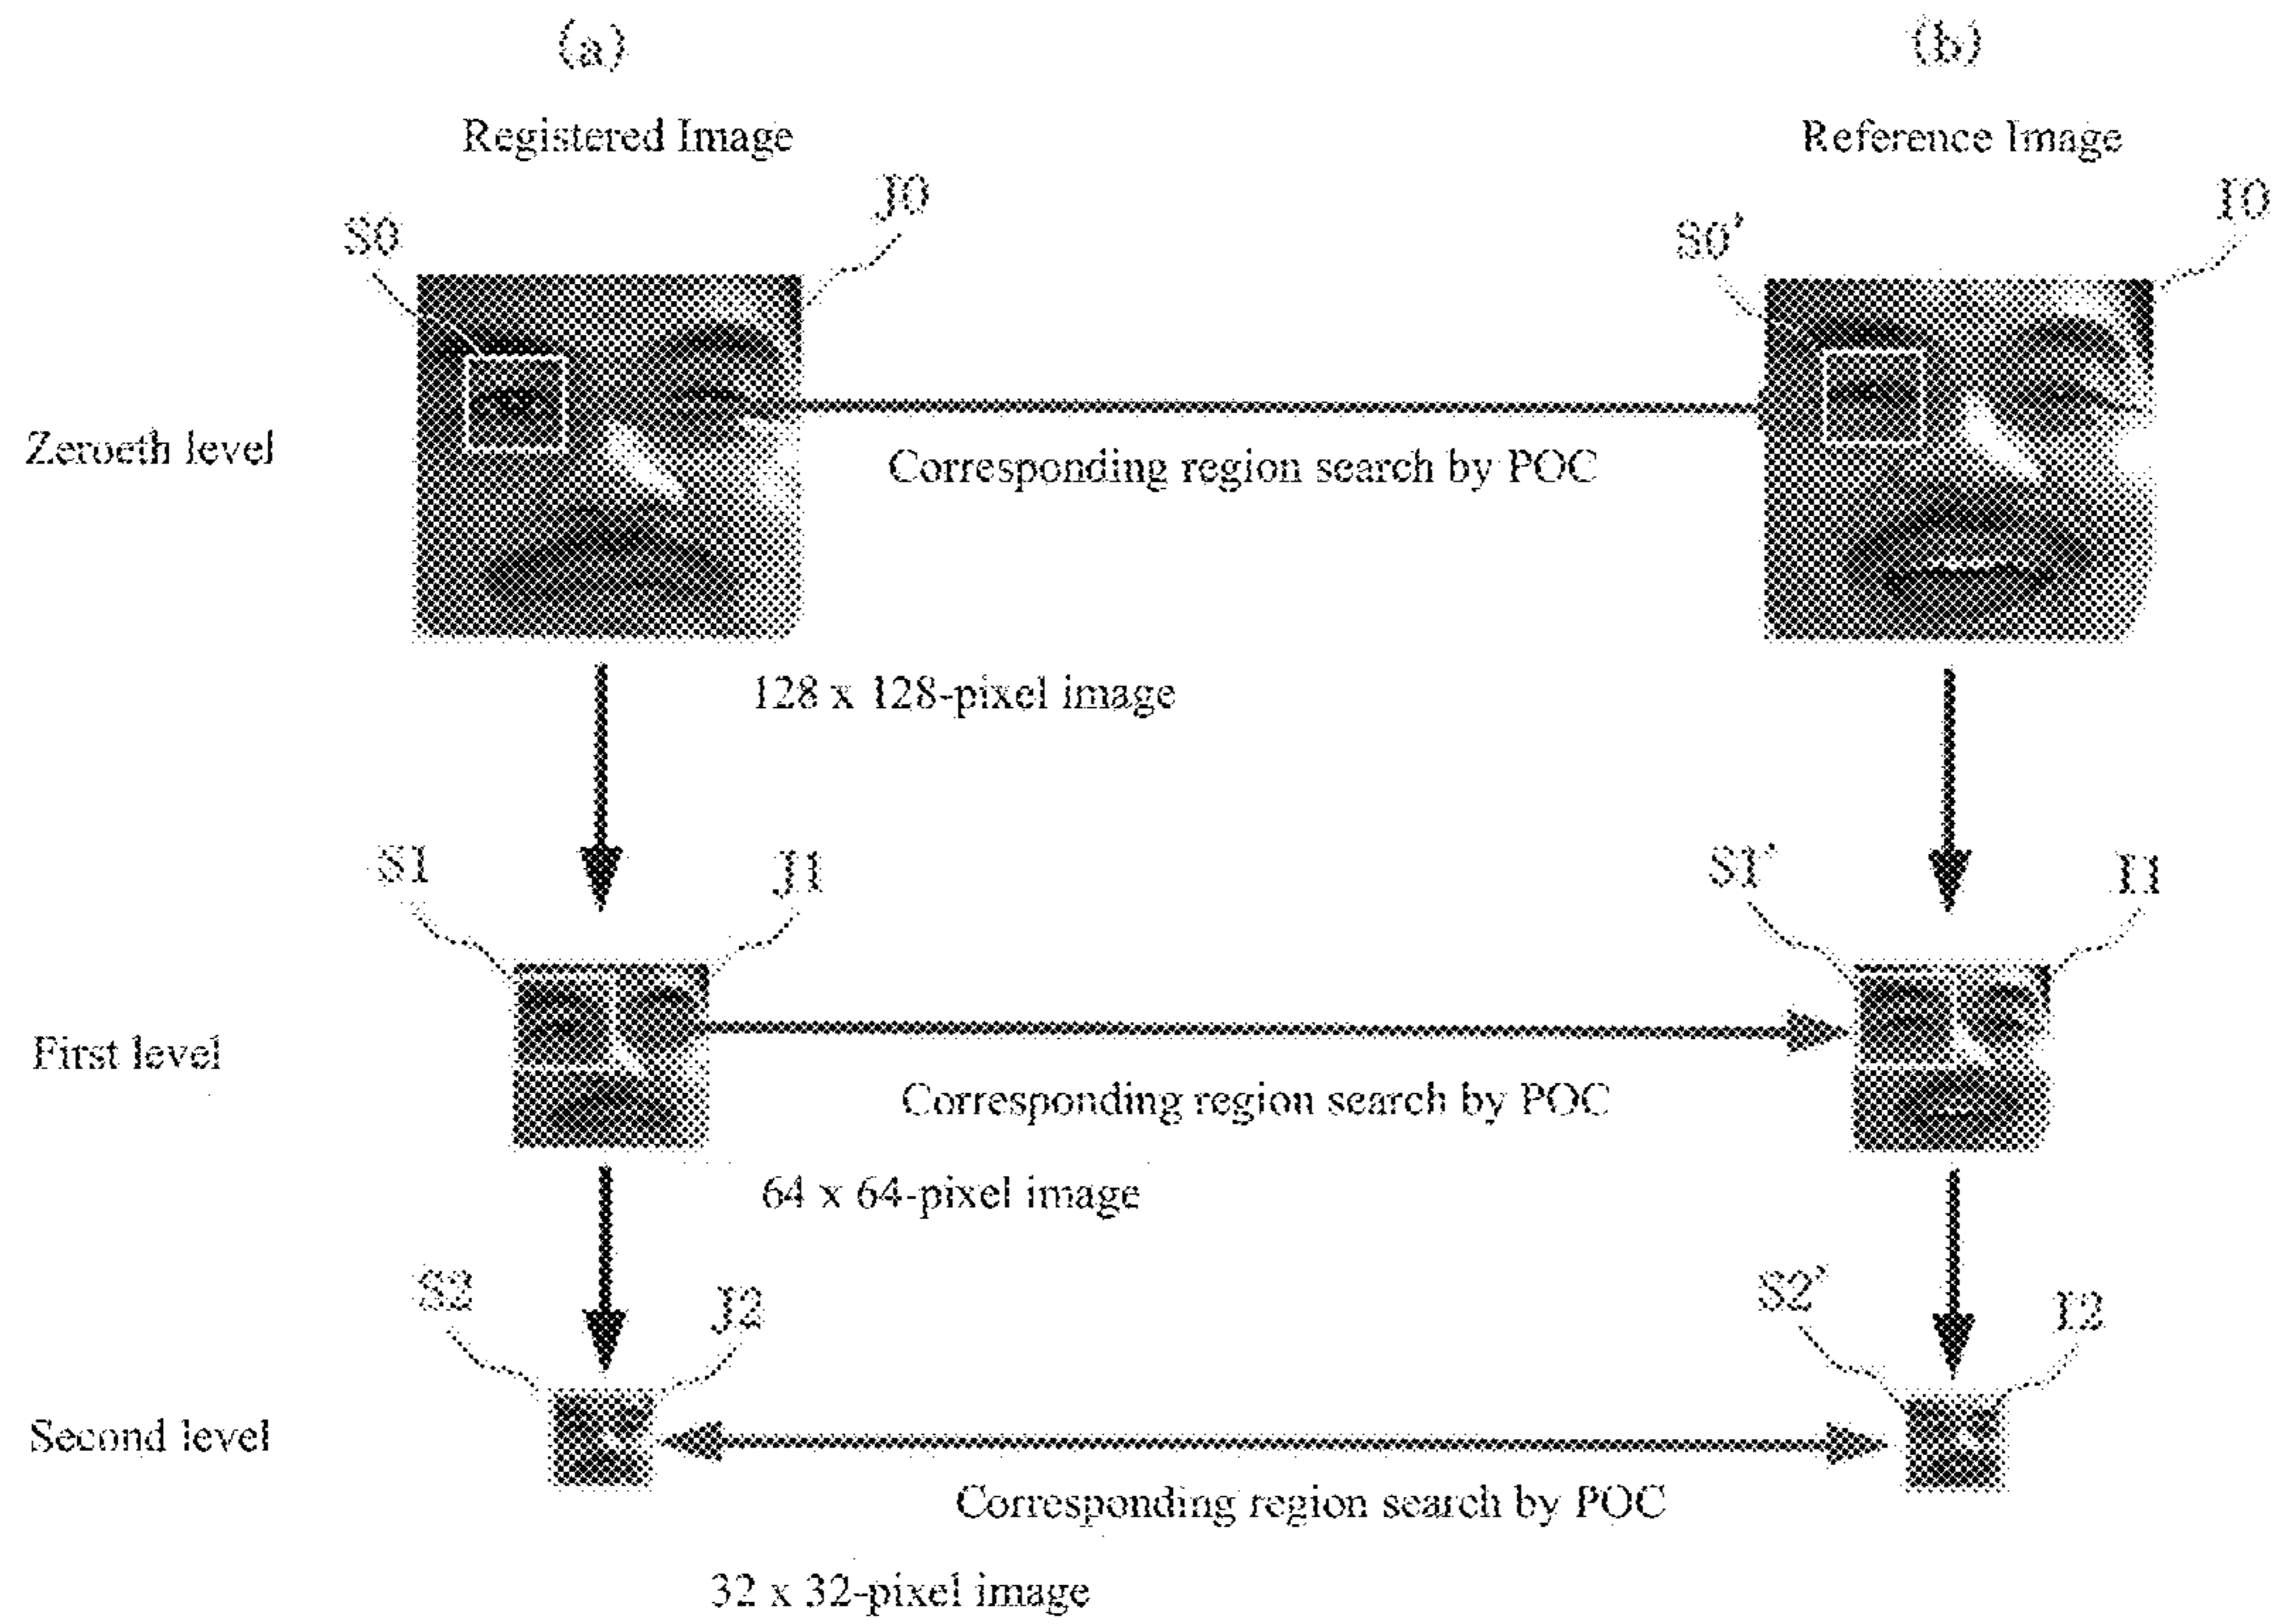 (a)
(b)
Registered Image
Reference Image
J0
I0
S0
S0'
Zeroeth level
Corresponding region search by POC
128 x 128-pixel image
S1
J1
S1'
I1
First level
Corresponding region search by POC
64 x 64-pixel image
S2
J2
S2'
I2
Second level
Corresponding region search by POC
32 x 32-pixel image